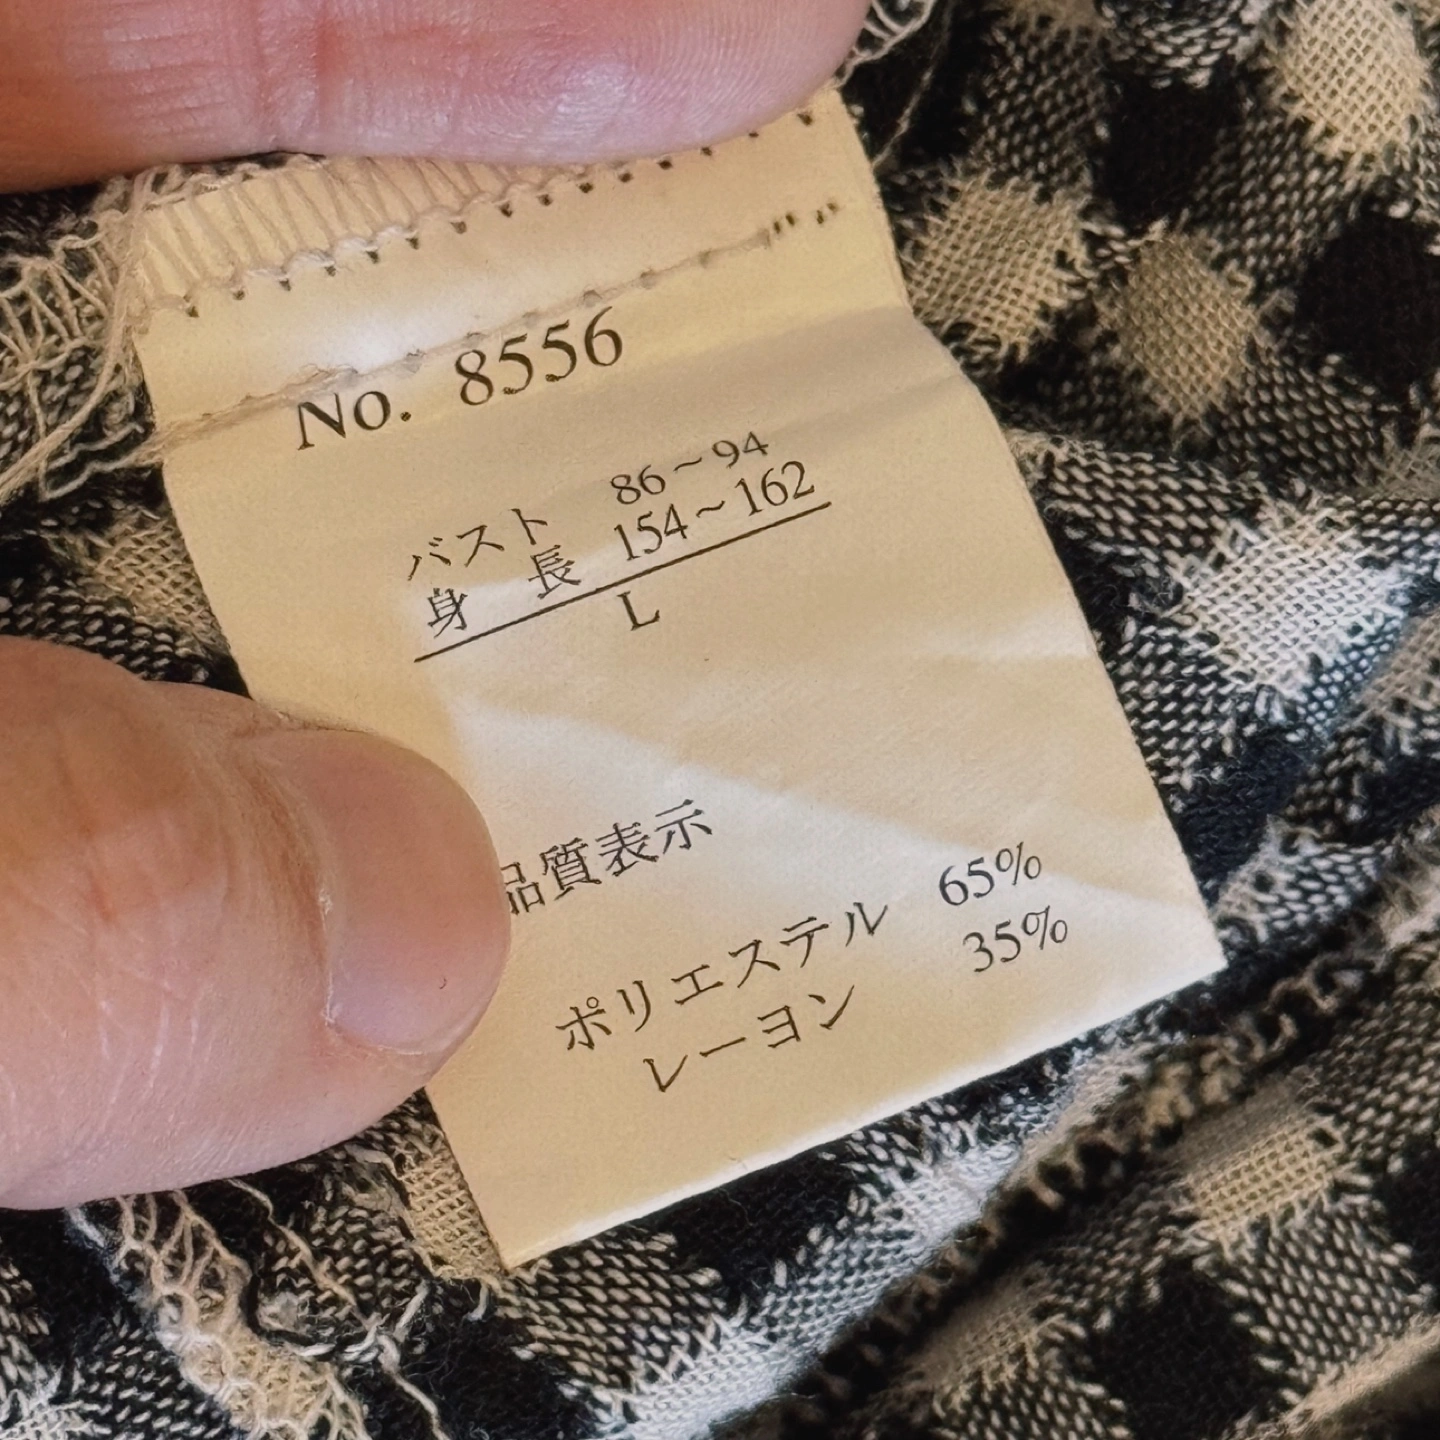 No. 8556
バスト 86～94
身長 154～162
L
品質表示
ポリエステル 65%
レーヨン 35%